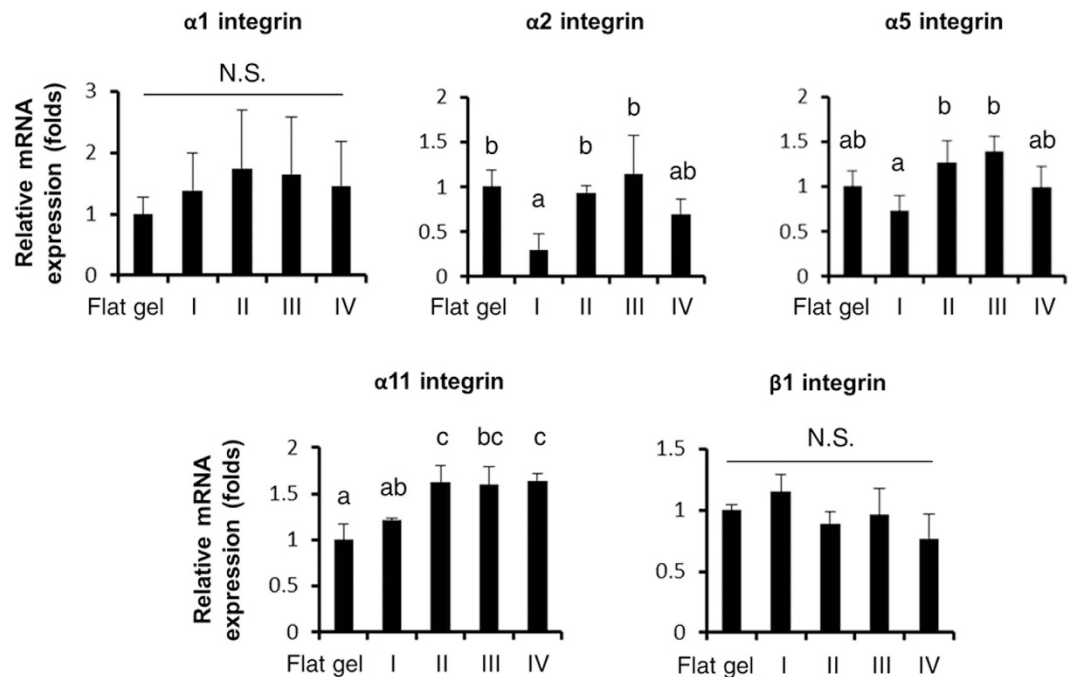 α1 integrin
α2 integrin
α5 integrin
Relative mRNA
expression (folds)
N.S.
3
2
1
0
Flat gel I II III IV
2
1.5
1
0.5
0
b a b b ab
Flat gel I II III IV
2
1.5
1
0.5
0
ab a b b ab
Flat gel I II III IV
α11 integrin
β1 integrin
Relative mRNA
expression (folds)
2
1.5
1
0.5
0
a ab c bc c
Flat gel I II III IV
N.S.
1.5
1
0.5
0
Flat gel I II III IV